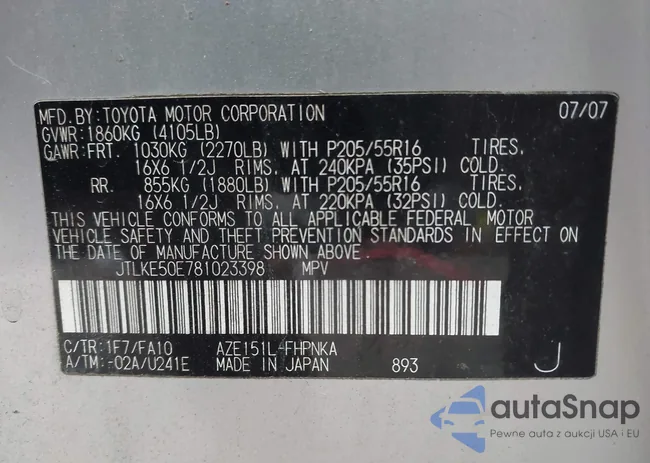 MFD.BY:TOYOTA MOTOR CORPORATION 07/07
GVWR:1860KG (4105LB)
GAWR:FRT. 1030KG (2270LB) WITH P205/55R16 TIRES,
16X6 1/2J RIMS, AT 240KPA (35PSI) COLD.
RR. 855KG (1880LB) WITH P205/55R16 TIRES,
16X6 1/2J RIMS, AT 220KPA (32PSI) COLD.
THIS VEHICLE CONFORMS TO ALL APPLICABLE FEDERAL MOTOR
VEHICLE SAFETY AND THEFT PREVENTION STANDARDS IN EFFECT ON
THE DATE OF MANUFACTURE SHOWN ABOVE.
JTLKE50E781023398 MPV
C/TR:1F7/FA10 AZE151L-FHPNKA
A/TM:-02A/U241E MADE IN JAPAN 893 J
autaSnap
Pewne auta z aukcji USA i EU